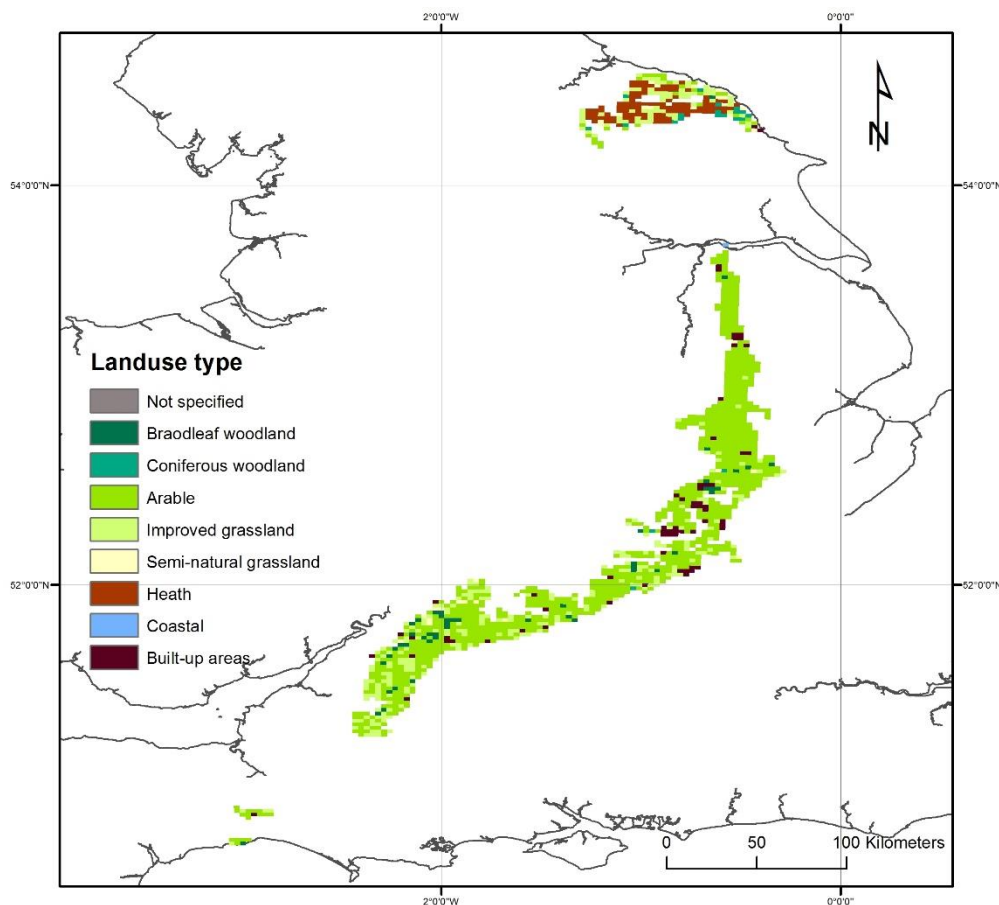 2°0'0"W
0°0'0"
N
54°0'0"N
54°0'0"N
Landuse type
Not specified
Braodleaf woodland
Coniferous woodland
Arable
Improved grassland
Semi-natural grassland
Heath
Coastal
Built-up areas
52°0'0"N
52°0'0"N
0 50 100 Kilometers
2°0'0"W
0°0'0"